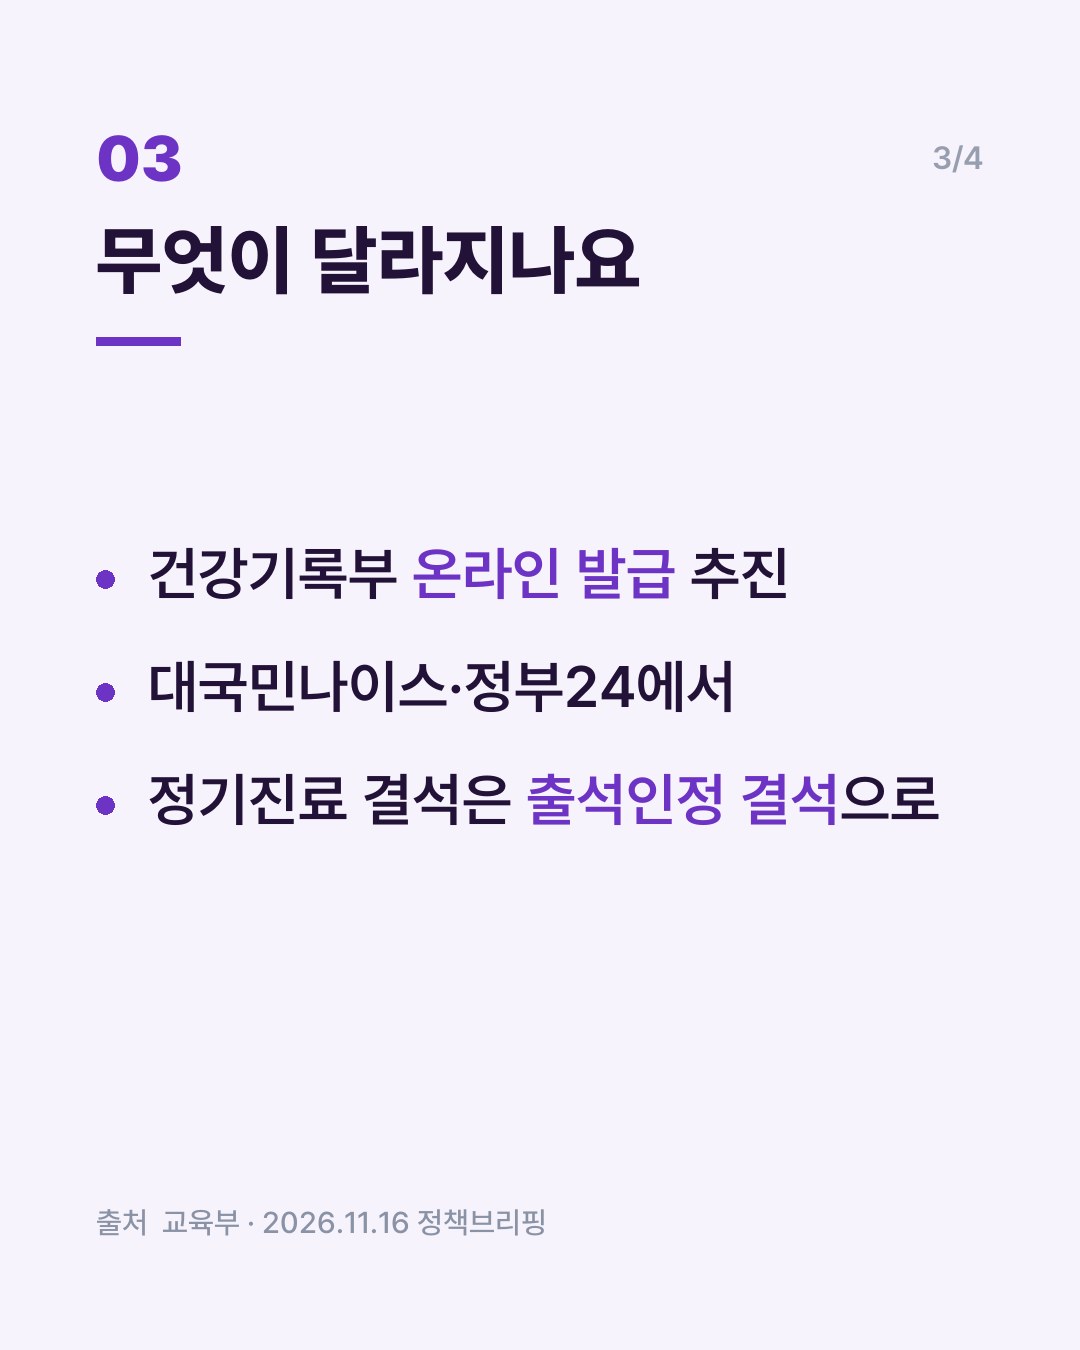 03
3/4
무엇이 달라지나요
건강기록부 온라인 발급 추진
대국민나이스·정부24에서
정기진료 결석은 출석인정 결석으로
출처 교육부 · 2026.11.16 정책브리핑